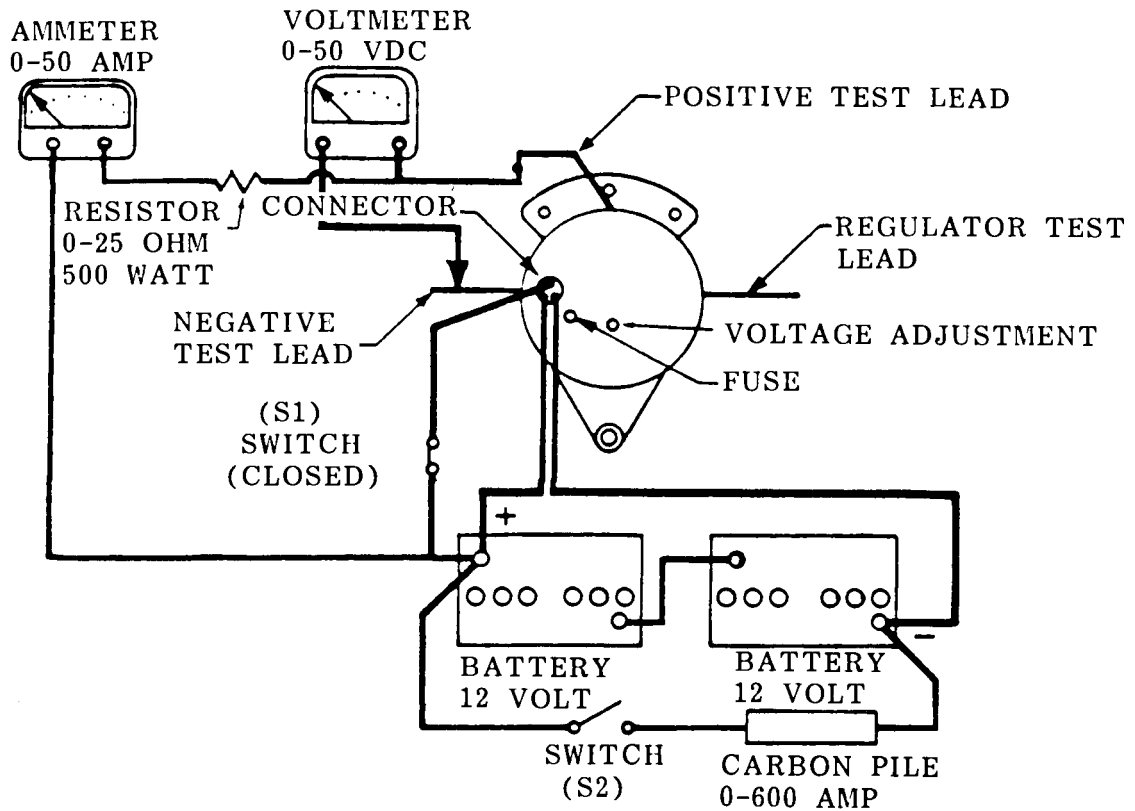 AMMETER
0-50 AMP
VOLTMETER
0-50 VDC
POSITIVE TEST LEAD
RESISTOR
0-25 OHM
500 WATT
CONNECTOR
REGULATOR TEST
LEAD
NEGATIVE
TEST LEAD
VOLTAGE ADJUSTMENT
FUSE
(S1)
SWITCH
(CLOSED)
+
−
BATTERY
12 VOLT
BATTERY
12 VOLT
SWITCH
(S2)
CARBON PILE
0-600 AMP